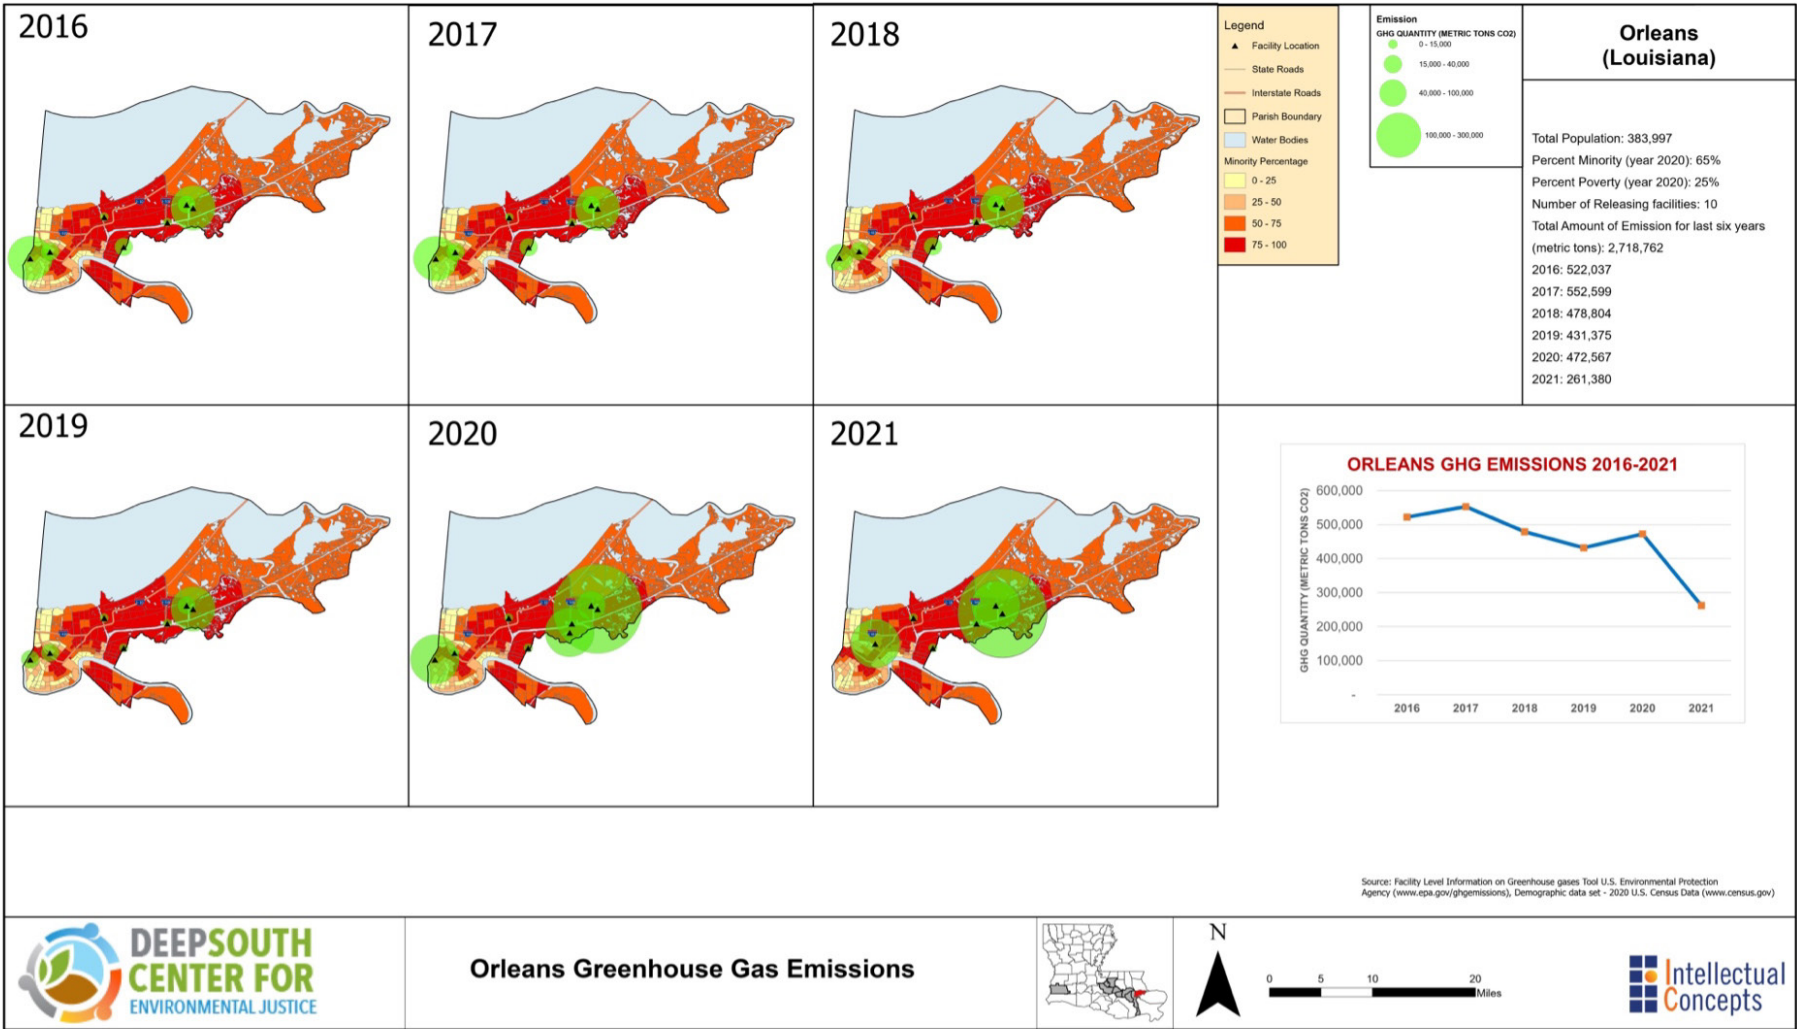 2016
2017
2018
Legend
Facility Location
State Roads
Interstate Roads
Parish Boundary
Water Bodies
Minority Percentage
0 - 25
25 - 50
50 - 75
75 - 100
Emission
GHG QUANTITY (METRIC TONS CO2)
0 - 15,000
15,000 - 40,000
40,000 - 100,000
100,000 - 300,000
Orleans
(Louisiana)
Total Population: 383,997
Percent Minority (year 2020): 65%
Percent Poverty (year 2020): 25%
Number of Releasing facilities: 10
Total Amount of Emission for last six years
(metric tons): 2,718,762
2016: 522,037
2017: 552,599
2018: 478,804
2019: 431,375
2020: 472,567
2021: 261,380
2019
2020
2021
ORLEANS GHG EMISSIONS 2016-2021
GHG QUANTITY (METRIC TONS CO2)
600,000
500,000
400,000
300,000
200,000
100,000
-
2016 2017 2018 2019 2020 2021
Source: Facility Level Information on Greenhouse gases Tool U.S. Environmental Protection
Agency (www.epa.gov/ghgemissions), Demographic data set - 2020 U.S. Census Data (www.census.gov)
DEEPSOUTH
CENTER FOR
ENVIRONMENTAL JUSTICE
Orleans Greenhouse Gas Emissions
N
0 5 10 20
Miles
Intellectual
Concepts